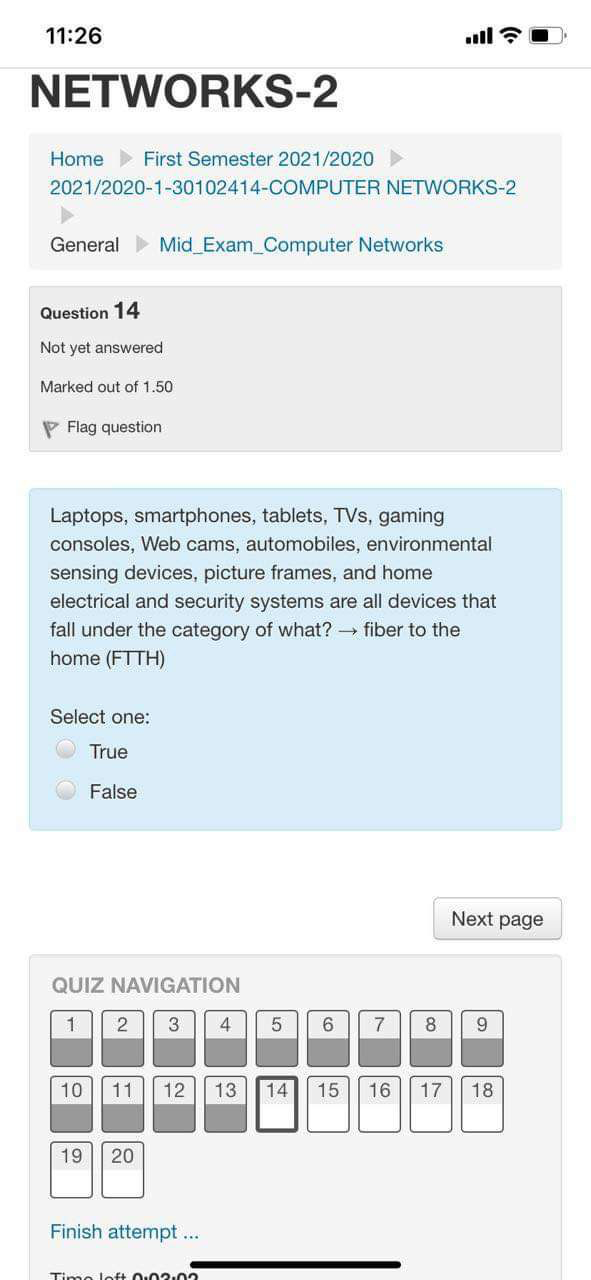 11:26
NETWORKS-2
Home First Semester 2021/2020
2021/2020-1-30102414-COMPUTER NETWORKS-2
General Mid_Exam_Computer Networks
Question 14
Not yet answered
Marked out of 1.50
Flag question
Laptops, smartphones, tablets, TVs, gaming
consoles, Web cams, automobiles, environmental
sensing devices, picture frames, and home
electrical and security systems are all devices that
fall under the category of what? → fiber to the
home (FTTH)
Select one:
True
False
Next page
QUIZ NAVIGATION
1 2 3 4 5 6 7 8 9
10 11 12 13 14 15 16 17 18
19 20
Finish attempt ...
Time left 0:03:02